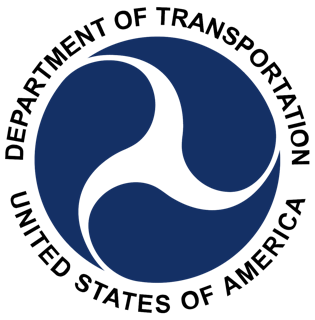 DEPARTMENT OF TRANSPORTATION
UNITED STATES OF AMERICA